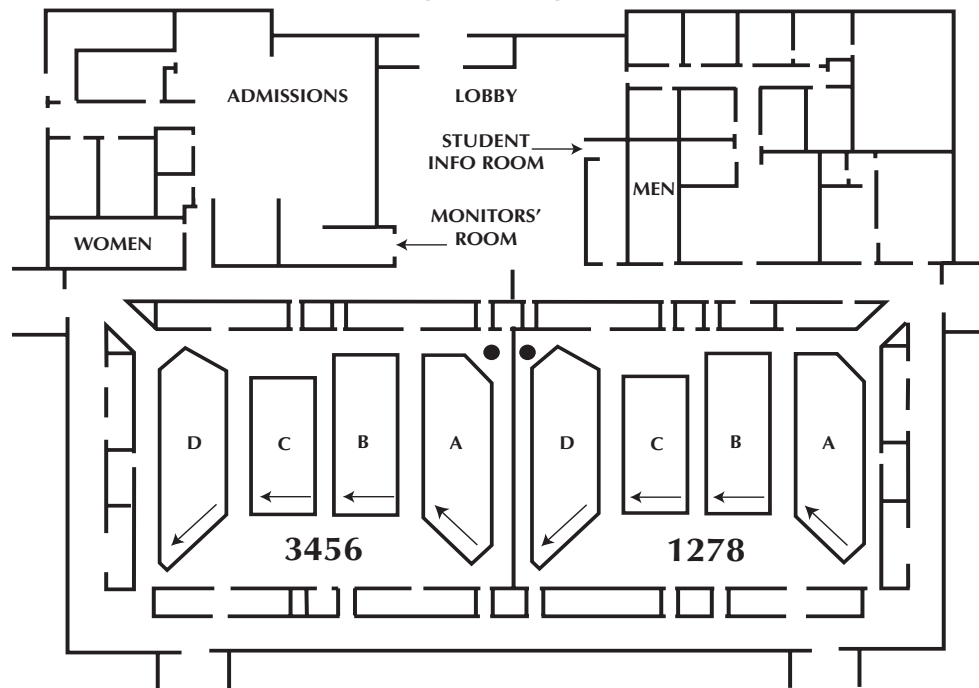 ADMISSIONS
LOBBY
STUDENT
INFO ROOM
MEN
MONITORS'
ROOM
WOMEN
D
C
B
A
D
C
B
A
3456
1278